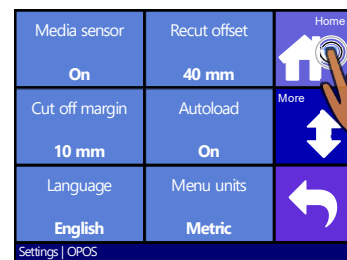 Media sensor
On
Recut offset
40 mm
Home
Cut off margin
10 mm
Autoload
On
More
Language
English
Menu units
Metric
Settings | OPOS